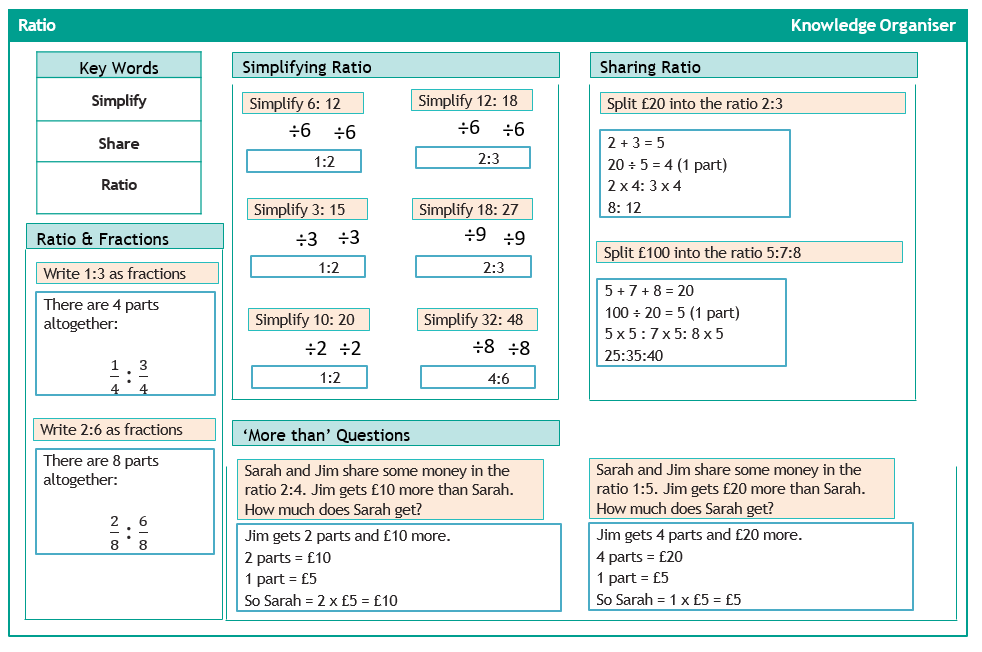 Ratio
Knowledge Organiser
Key Words
Simplify
Share
Ratio
Ratio & Fractions
Write 1:3 as fractions
There are 4 parts
altogether:
1/4 : 3/4
Write 2:6 as fractions
There are 8 parts
altogether:
2/8 : 6/8
Simplifying Ratio
Simplify 6: 12
÷6 ÷6
1:2
Simplify 12: 18
÷6 ÷6
2:3
Simplify 3: 15
÷3 ÷3
1:2
Simplify 18: 27
÷9 ÷9
2:3
Simplify 10: 20
÷2 ÷2
1:2
Simplify 32: 48
÷8 ÷8
4:6
Sharing Ratio
Split £20 into the ratio 2:3
2 + 3 = 5
20 ÷ 5 = 4 (1 part)
2 x 4: 3 x 4
8: 12
Split £100 into the ratio 5:7:8
5 + 7 + 8 = 20
100 ÷ 20 = 5 (1 part)
5 x 5 : 7 x 5: 8 x 5
25:35:40
‘More than’ Questions
Sarah and Jim share some money in the
ratio 2:4. Jim gets £10 more than Sarah.
How much does Sarah get?
Jim gets 2 parts and £10 more.
2 parts = £10
1 part = £5
So Sarah = 2 x £5 = £10
Sarah and Jim share some money in the
ratio 1:5. Jim gets £20 more than Sarah.
How much does Sarah get?
Jim gets 4 parts and £20 more.
4 parts = £20
1 part = £5
So Sarah = 1 x £5 = £5